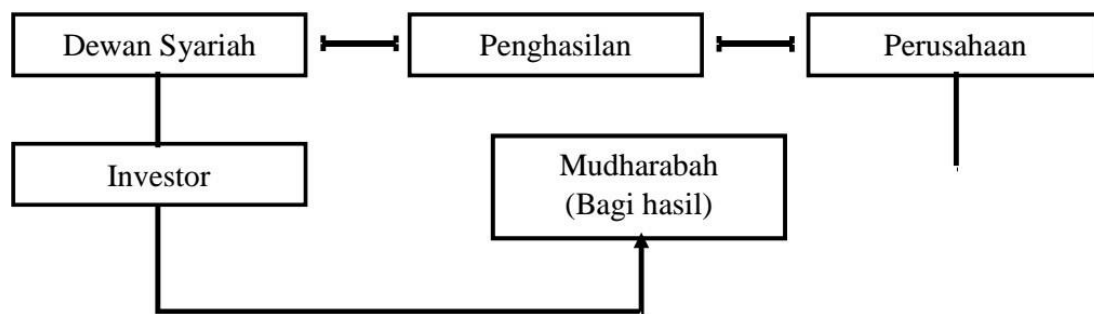 Dewan Syariah
Penghasilan
Perusahaan
Investor
Mudharabah
(Bagi hasil)